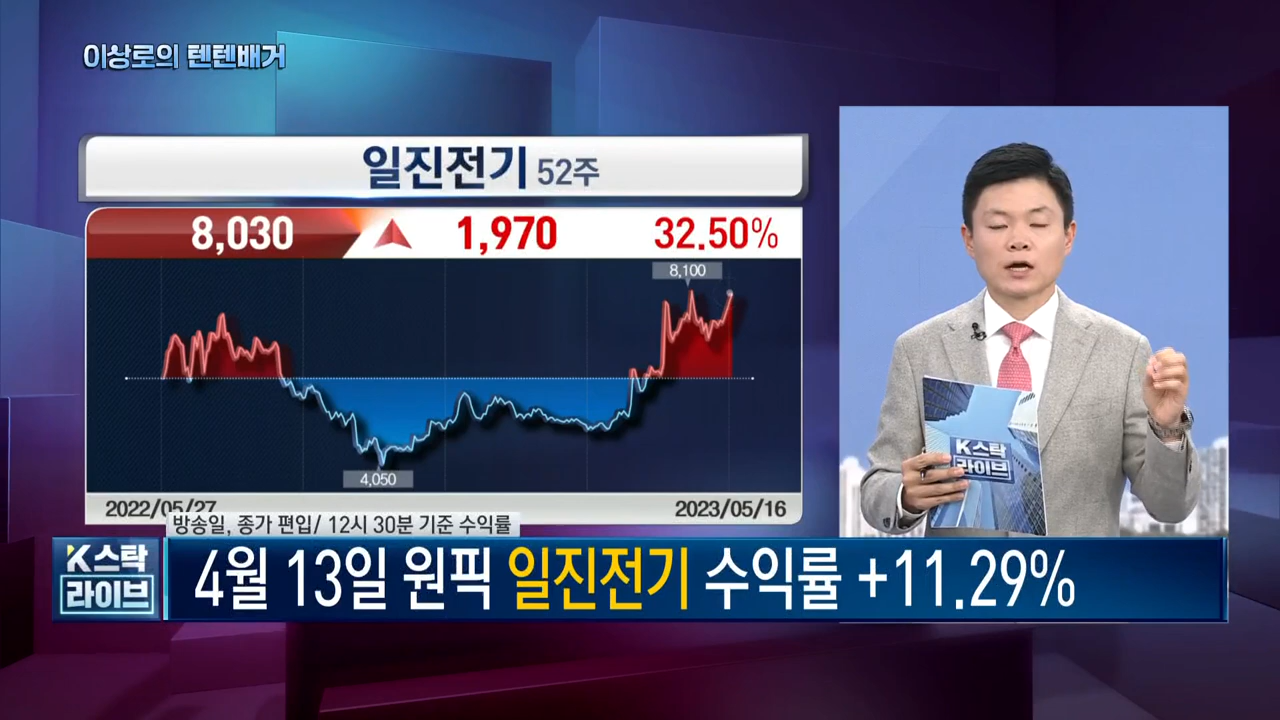 이상로의 텐텐배거
일진전기 52주
8,030 ▲ 1,970 32.50%
8,100
4,050
2022/05/27 2023/05/16
방송일, 종가 편입/ 12시 30분 기준 수익률
K스탁
라이브
4월 13일 원픽 일진전기 수익률 +11.29%
K스탁
라이브